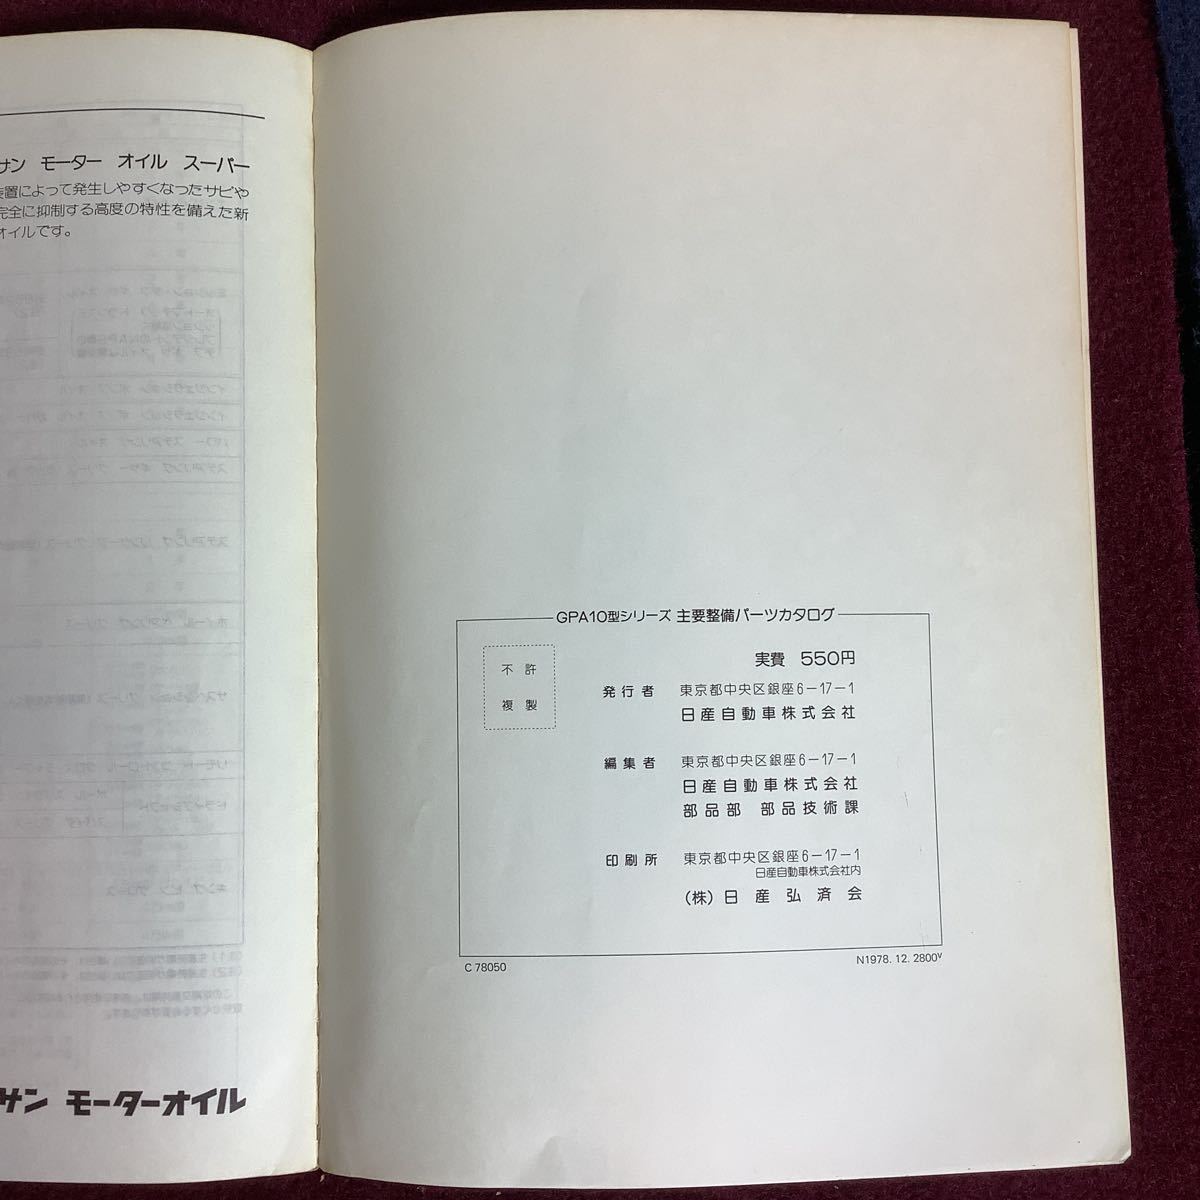 サン モーター オイル スーパー
装置によって発生しやすくなったサビや
完全に抑制する高度の特性を備えた新
オイルです。
サン モーターオイル
GPA10型シリーズ 主要整備パーツカタログ
不許
複製
実費 550円
発行者 東京都中央区銀座6-17-1
日産自動車株式会社
編集者 東京都中央区銀座6-17-1
日産自動車株式会社
部品部 部品技術課
印刷所 東京都中央区銀座6-17-1
日産自動車株式会社内
(株) 日産弘済会
C 78050
N1978. 12. 2800V